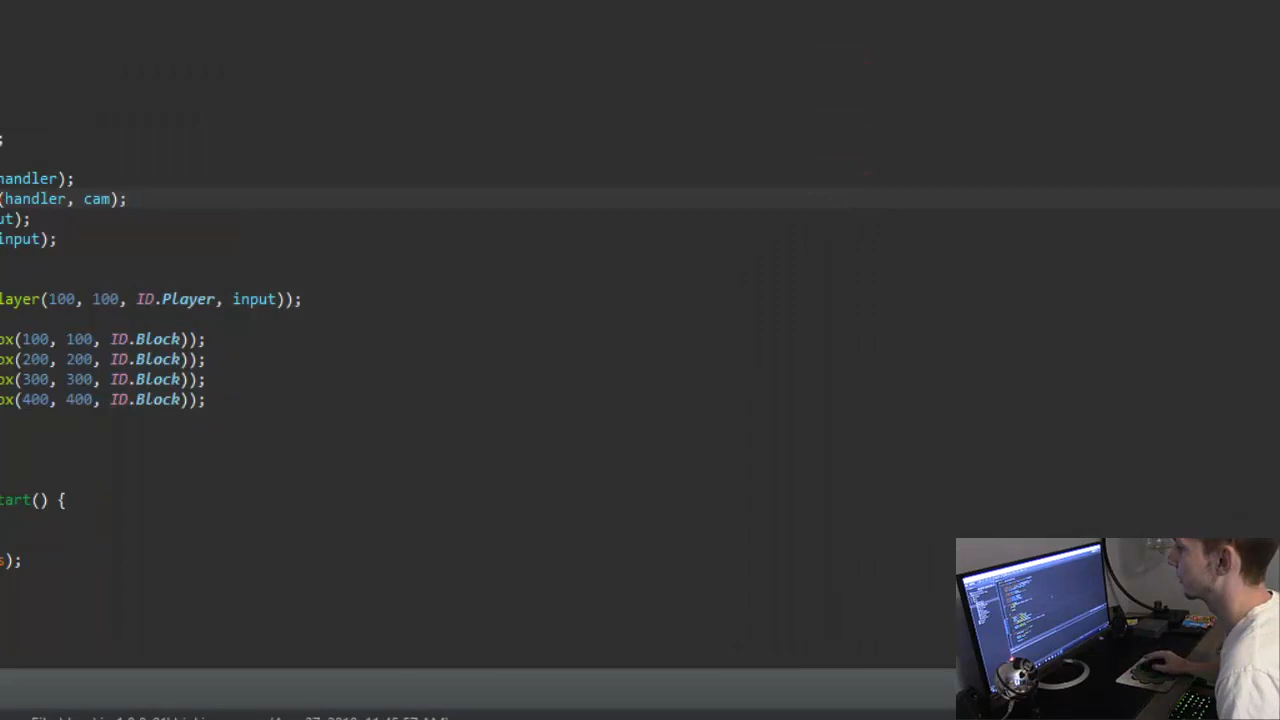 ;
handler);
(handler, cam);
ut);
input);
layer(100, 100, ID.Player, input));
ox(100, 100, ID.Block));
ox(200, 200, ID.Block));
ox(300, 300, ID.Block));
ox(400, 400, ID.Block));
tart() {
s);